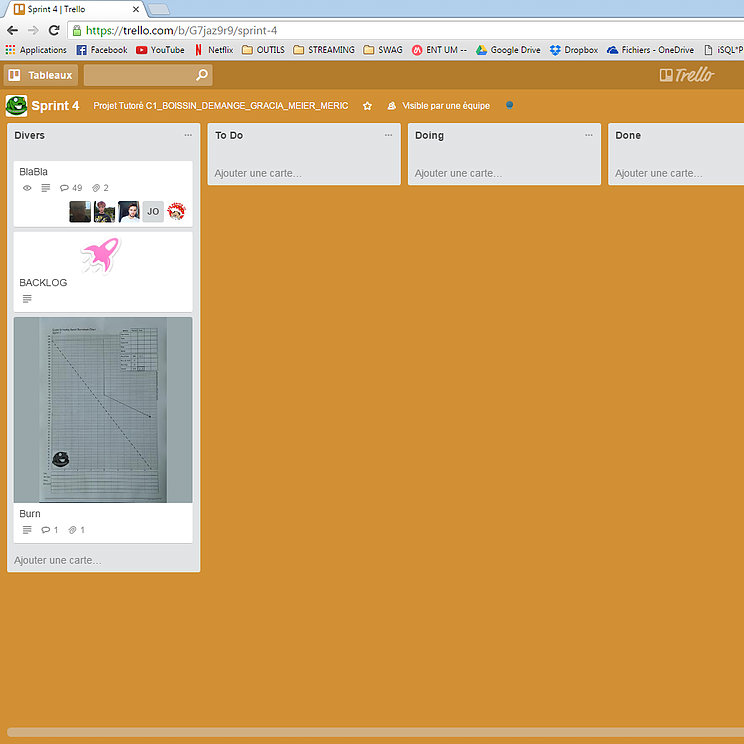 Sprint 4 | Trello
https://trello.com/b/G7jaz9r9/sprint-4
Applications Facebook YouTube Netflix OUTILS STREAMING SWAG ENT UM -- Google Drive Dropbox Fichiers - OneDrive iSQL*P
Tableaux Trello
Sprint 4 Projet Tutoré C1_BOISSIN_DEMANGE_GRACIA_MEIER_MERIC Visible par une équipe
Divers
BlaBla
49 2
JO
BACKLOG
Burn
1 1
Ajouter une carte...
To Do
Ajouter une carte...
Doing
Ajouter une carte...
Done
Ajouter une carte...